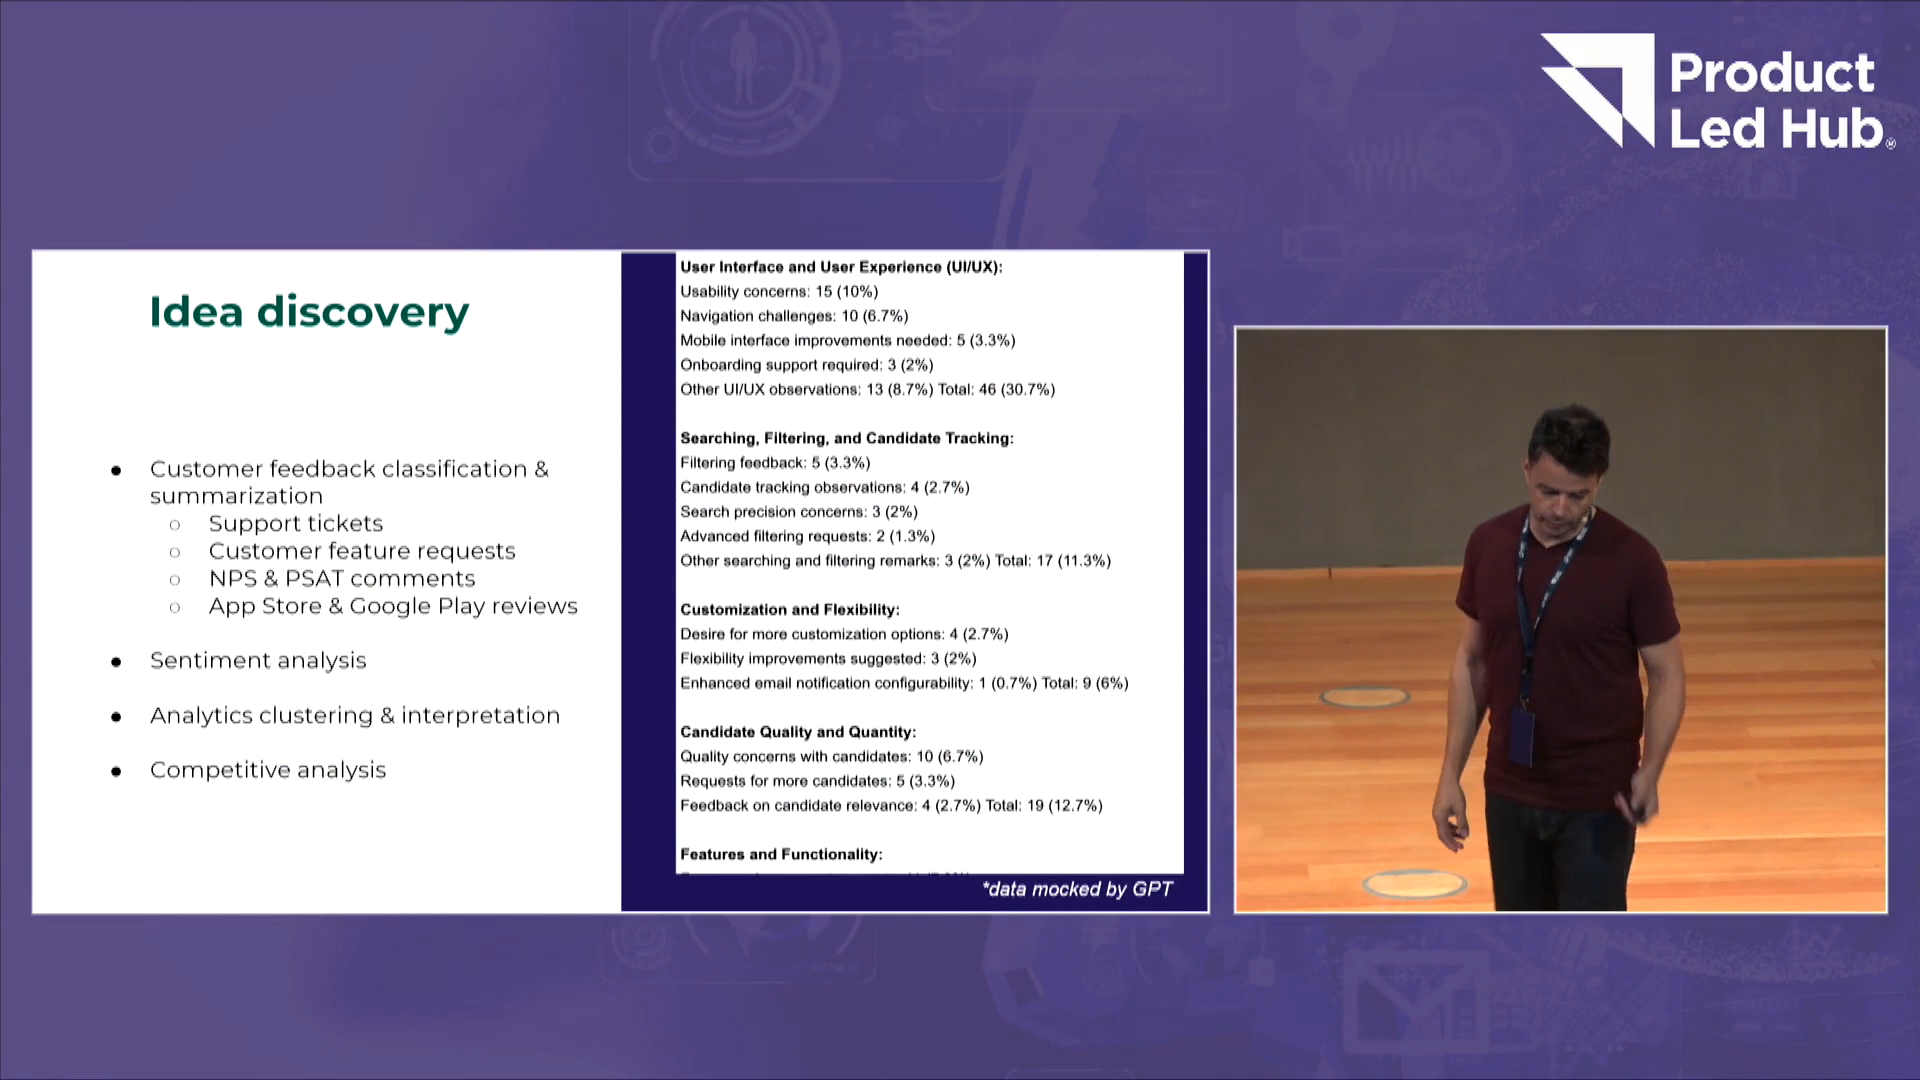 Product
Led Hub
Idea discovery
● Customer feedback classification &
summarization
○ Support tickets
○ Customer feature requests
○ NPS & PSAT comments
○ App Store & Google Play reviews
● Sentiment analysis
● Analytics clustering & interpretation
● Competitive analysis
User Interface and User Experience (UI/UX):
Usability concerns: 15 (10%)
Navigation challenges: 10 (6.7%)
Mobile interface improvements needed: 5 (3.3%)
Onboarding support required: 3 (2%)
Other UI/UX observations: 13 (8.7%) Total: 46 (30.7%)
Searching, Filtering, and Candidate Tracking:
Filtering feedback: 5 (3.3%)
Candidate tracking observations: 4 (2.7%)
Search precision concerns: 3 (2%)
Advanced filtering requests: 2 (1.3%)
Other searching and filtering remarks: 3 (2%) Total: 17 (11.3%)
Customization and Flexibility:
Desire for more customization options: 4 (2.7%)
Flexibility improvements suggested: 3 (2%)
Enhanced email notification configurability: 1 (0.7%) Total: 9 (6%)
Candidate Quality and Quantity:
Quality concerns with candidates: 10 (6.7%)
Requests for more candidates: 5 (3.3%)
Feedback on candidate relevance: 4 (2.7%) Total: 19 (12.7%)
Features and Functionality:
*data mocked by GPT